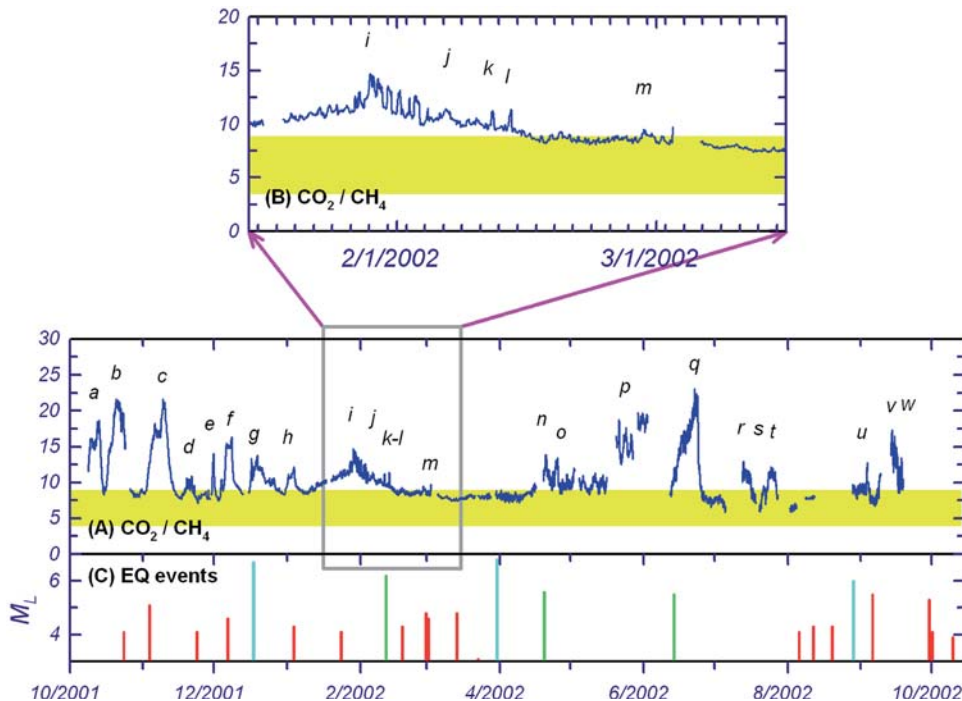 20
i
j
k
l
m
15
10
5
(B) CO2 / CH4
0
2/1/2002
3/1/2002
30
25
20
15
10
5
0
a
b
c
d
e
f
g
h
i
j
k-l
m
n
o
p
q
r
s
t
u
v
w
(A) CO2 / CH4
(C) EQ events
ML
6
4
10/2001
12/2001
2/2002
4/2002
6/2002
8/2002
10/2002